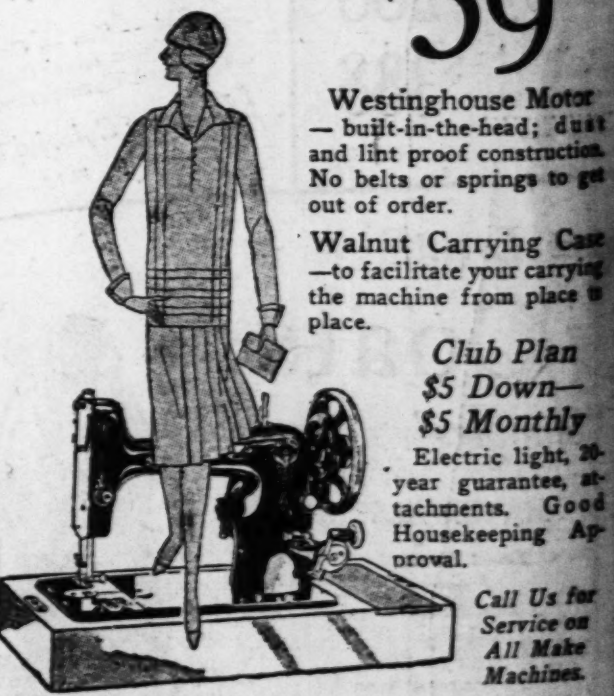 59
Westinghouse Motor
— built-in-the-head; dust
and lint proof construction.
No belts or springs to get
out of order.
Walnut Carrying Case
—to facilitate your carrying
the machine from place to
place.
Club Plan
$5 Down—
$5 Monthly
Electric light, 20-
year guarantee, at-
tachments. Good
Housekeeping Ap-
proval.
Call Us for
Service on
All Make
Machines.